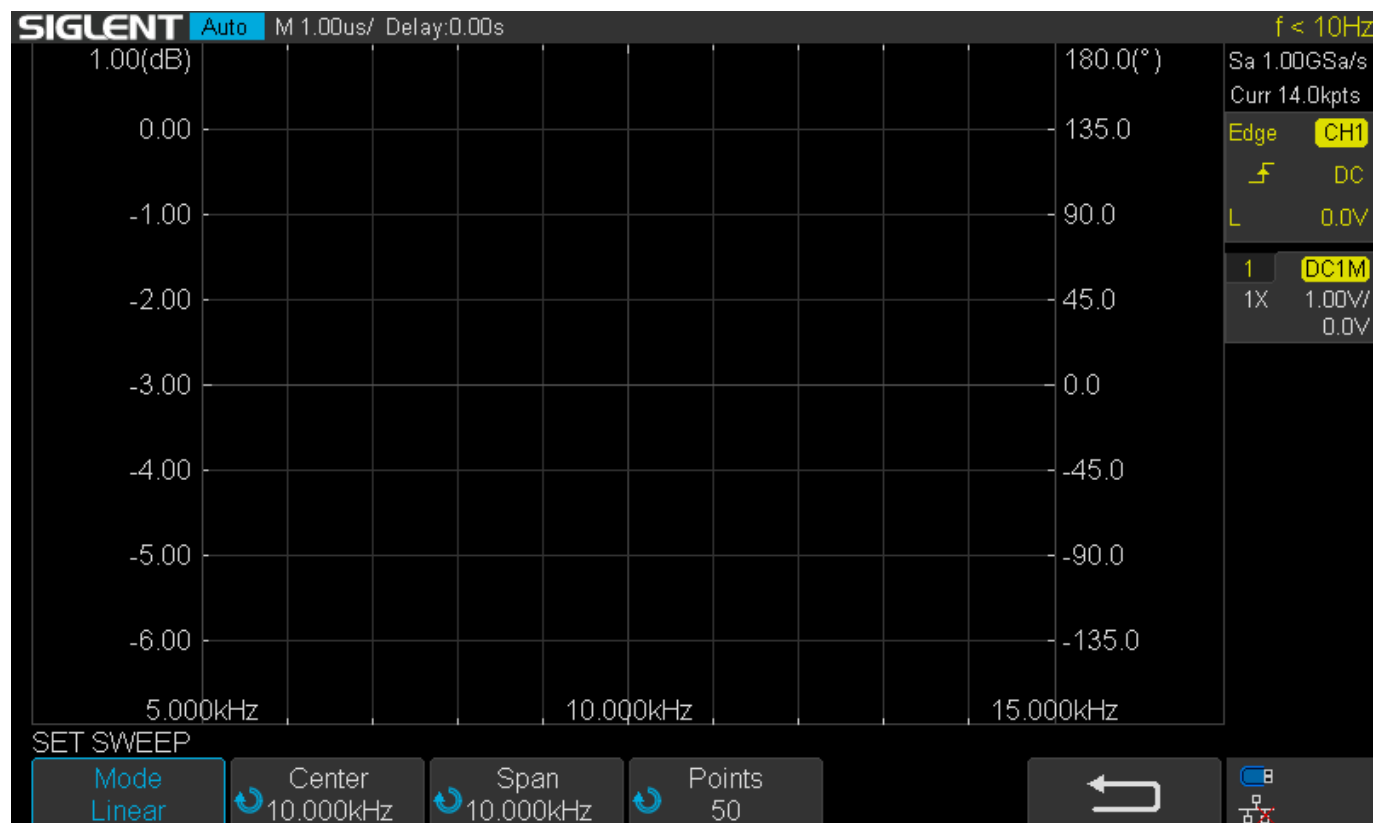 SIGLENT Auto M 1.00us/ Delay:0.00s f < 10Hz
1.00(dB) 180.0(°) Sa 1.00GSa/s
Curr 14.0kpts
0.00 135.0 Edge CH1
DC
-1.00 90.0 L 0.0V
1 DC1M
-2.00 45.0 1X 1.00V/
0.0V
-3.00 0.0
-4.00 -45.0
-5.00 -90.0
-6.00 -135.0
5.000kHz 10.000kHz 15.000kHz
SET SWEEP
Mode Center Span Points
Linear 10.000kHz 10.000kHz 50